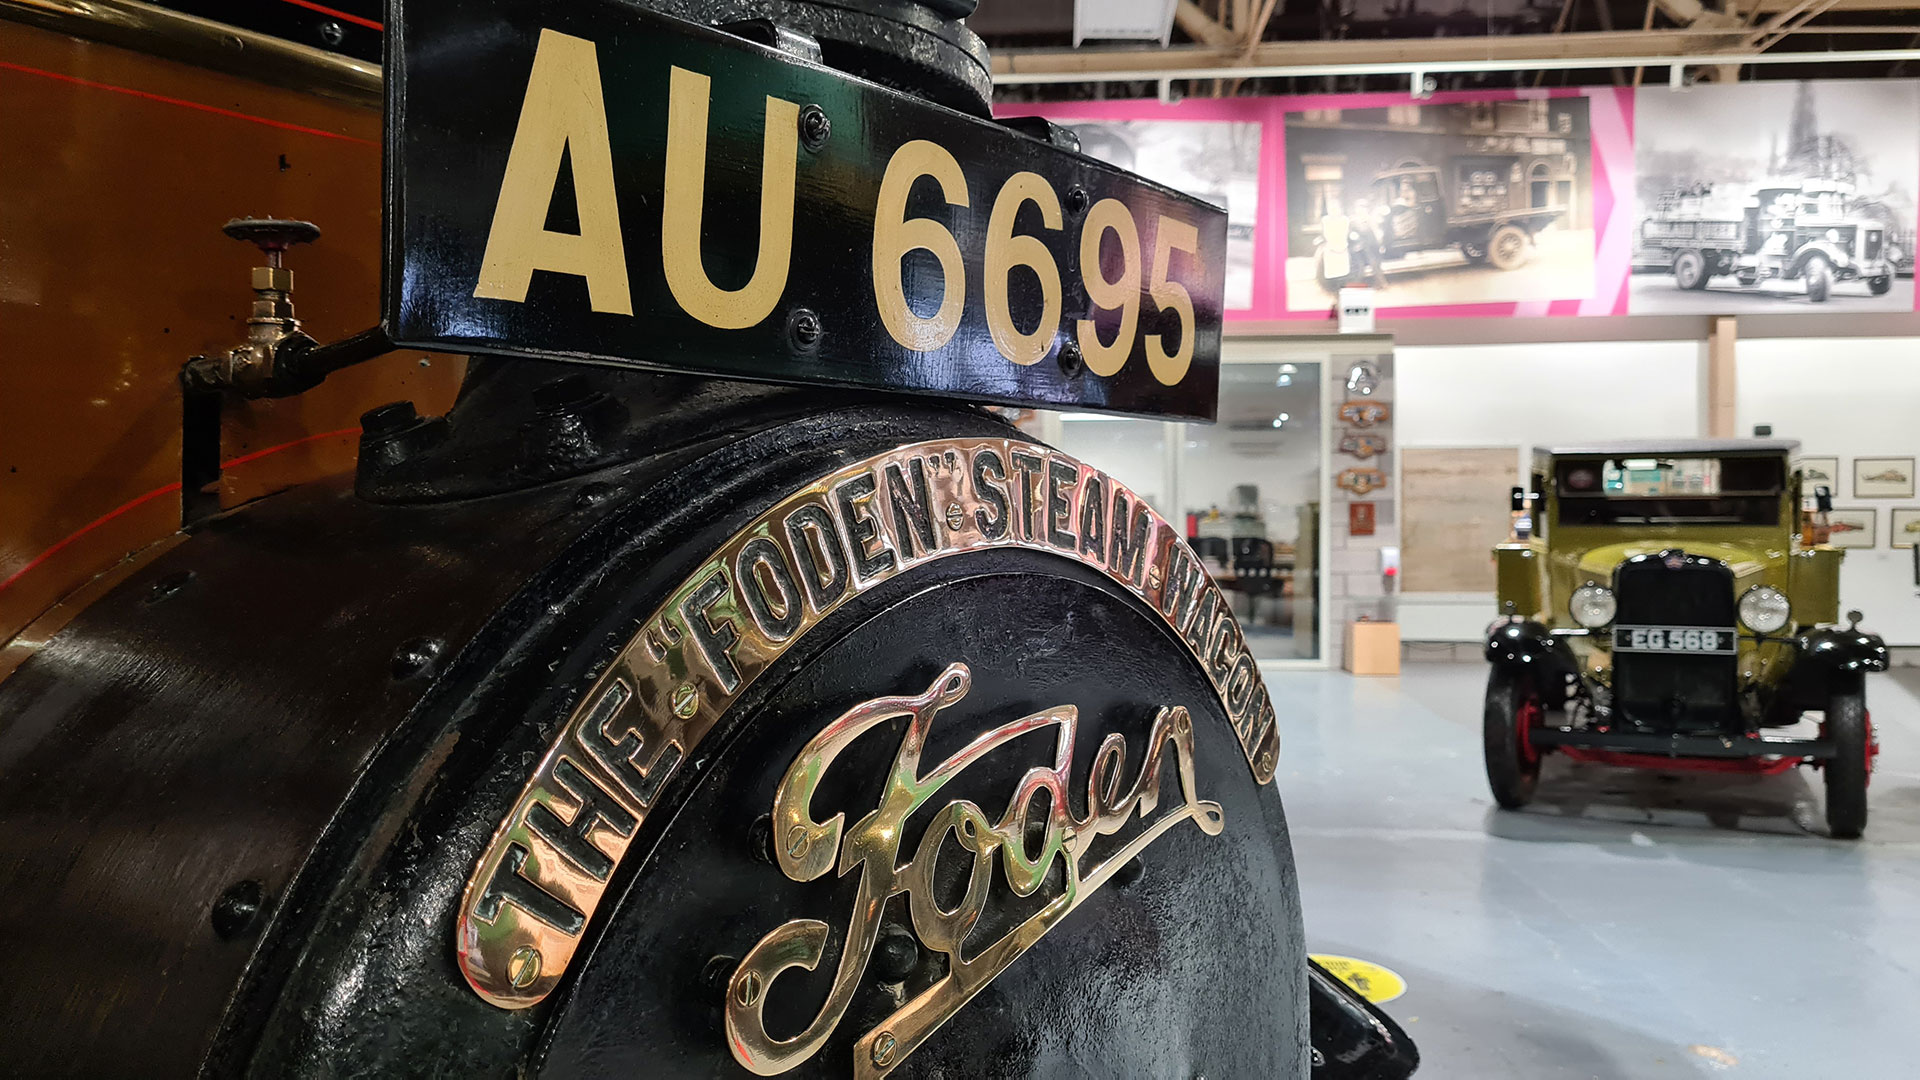 AU 6695
THE "FODEN" STEAM WAGON
Foden
EG 568